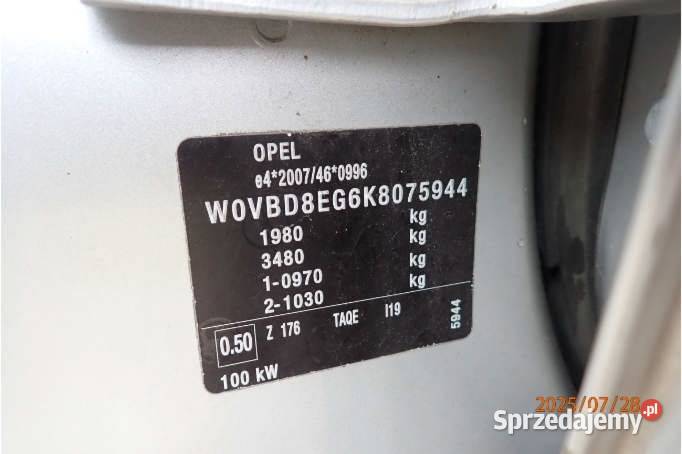 OPEL
e4*2007/46*0996
W0VBD8EG6K8075944
1980 kg
3480 kg
1-0970 kg
2-1030 kg
0.50 Z 176 TAQE I19
5944
100 kW
2025/07/28
Sprzedajemy.pl